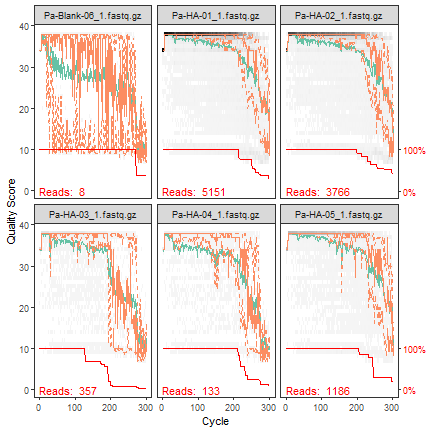 Pa-Blank-06_1.fastq.gz Pa-HA-01_1.fastq.gz Pa-HA-02_1.fastq.gz
40
30
20
10
0
100%
0%
Reads: 8 Reads: 5151 Reads: 3766
Quality Score
Pa-HA-03_1.fastq.gz Pa-HA-04_1.fastq.gz Pa-HA-05_1.fastq.gz
40
30
20
10
0
100%
0%
Reads: 357 Reads: 133 Reads: 1186
0 100 200 300 0 100 200 300 0 100 200 300
Cycle